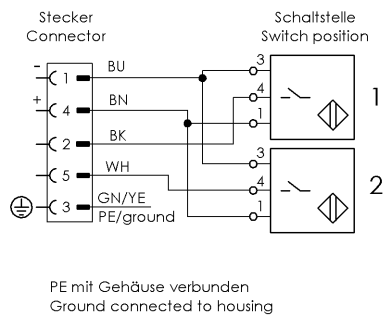 Stecker
Connector
Schaltstelle
Switch position
- 1 BU
+ 4 BN
2 BK
5 WH
3 GN/YE
PE/ground
3
4
1
1
3
4
1
2
PE mit Gehäuse verbunden
Ground connected to housing